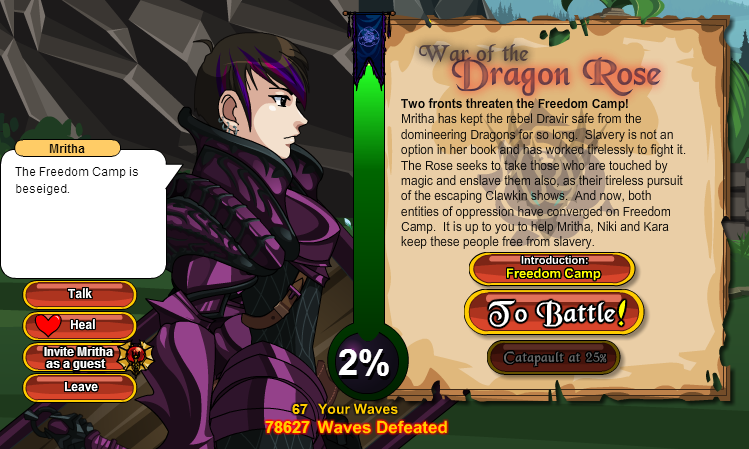 War of the
Dragon Rose
Two fronts threaten the Freedom Camp!
Mritha has kept the rebel Dravir safe from the
domineering Dragons for so long. Slavery is not an
option in her book and has worked tirelessly to fight it.
The Rose seeks to take those who are touched by
magic and enslave them also, as their tireless pursuit
of the escaping Clawkin shows. And now, both
entities of oppression have converged on Freedom
Camp. It is up to you to help Mritha, Niki and Kara
keep these people free from slavery.
Introduction:
Freedom Camp
To Battle!
Catapault at 25%
Mritha
The Freedom Camp is
beseiged.
Talk
Heal
Invite Mritha
as a guest
Leave
2%
67 Your Waves
78627 Waves Defeated